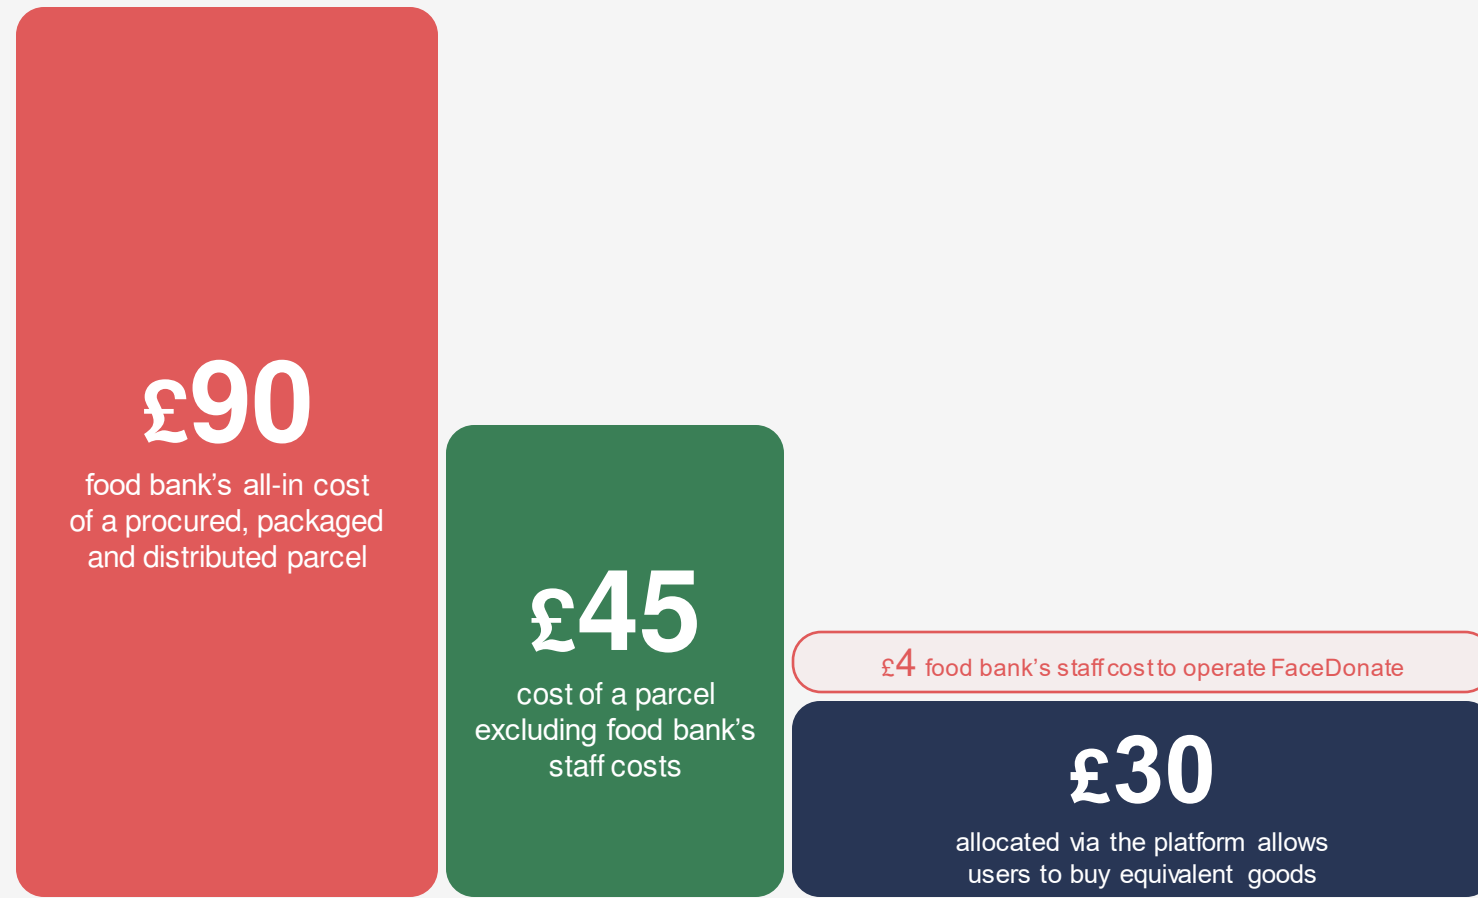 £90
food bank’s all-in cost
of a procured, packaged
and distributed parcel
£45
cost of a parcel
excluding food bank’s
staff costs
£4 food bank’s staff cost to operate FaceDonate
£30
allocated via the platform allows
users to buy equivalent goods